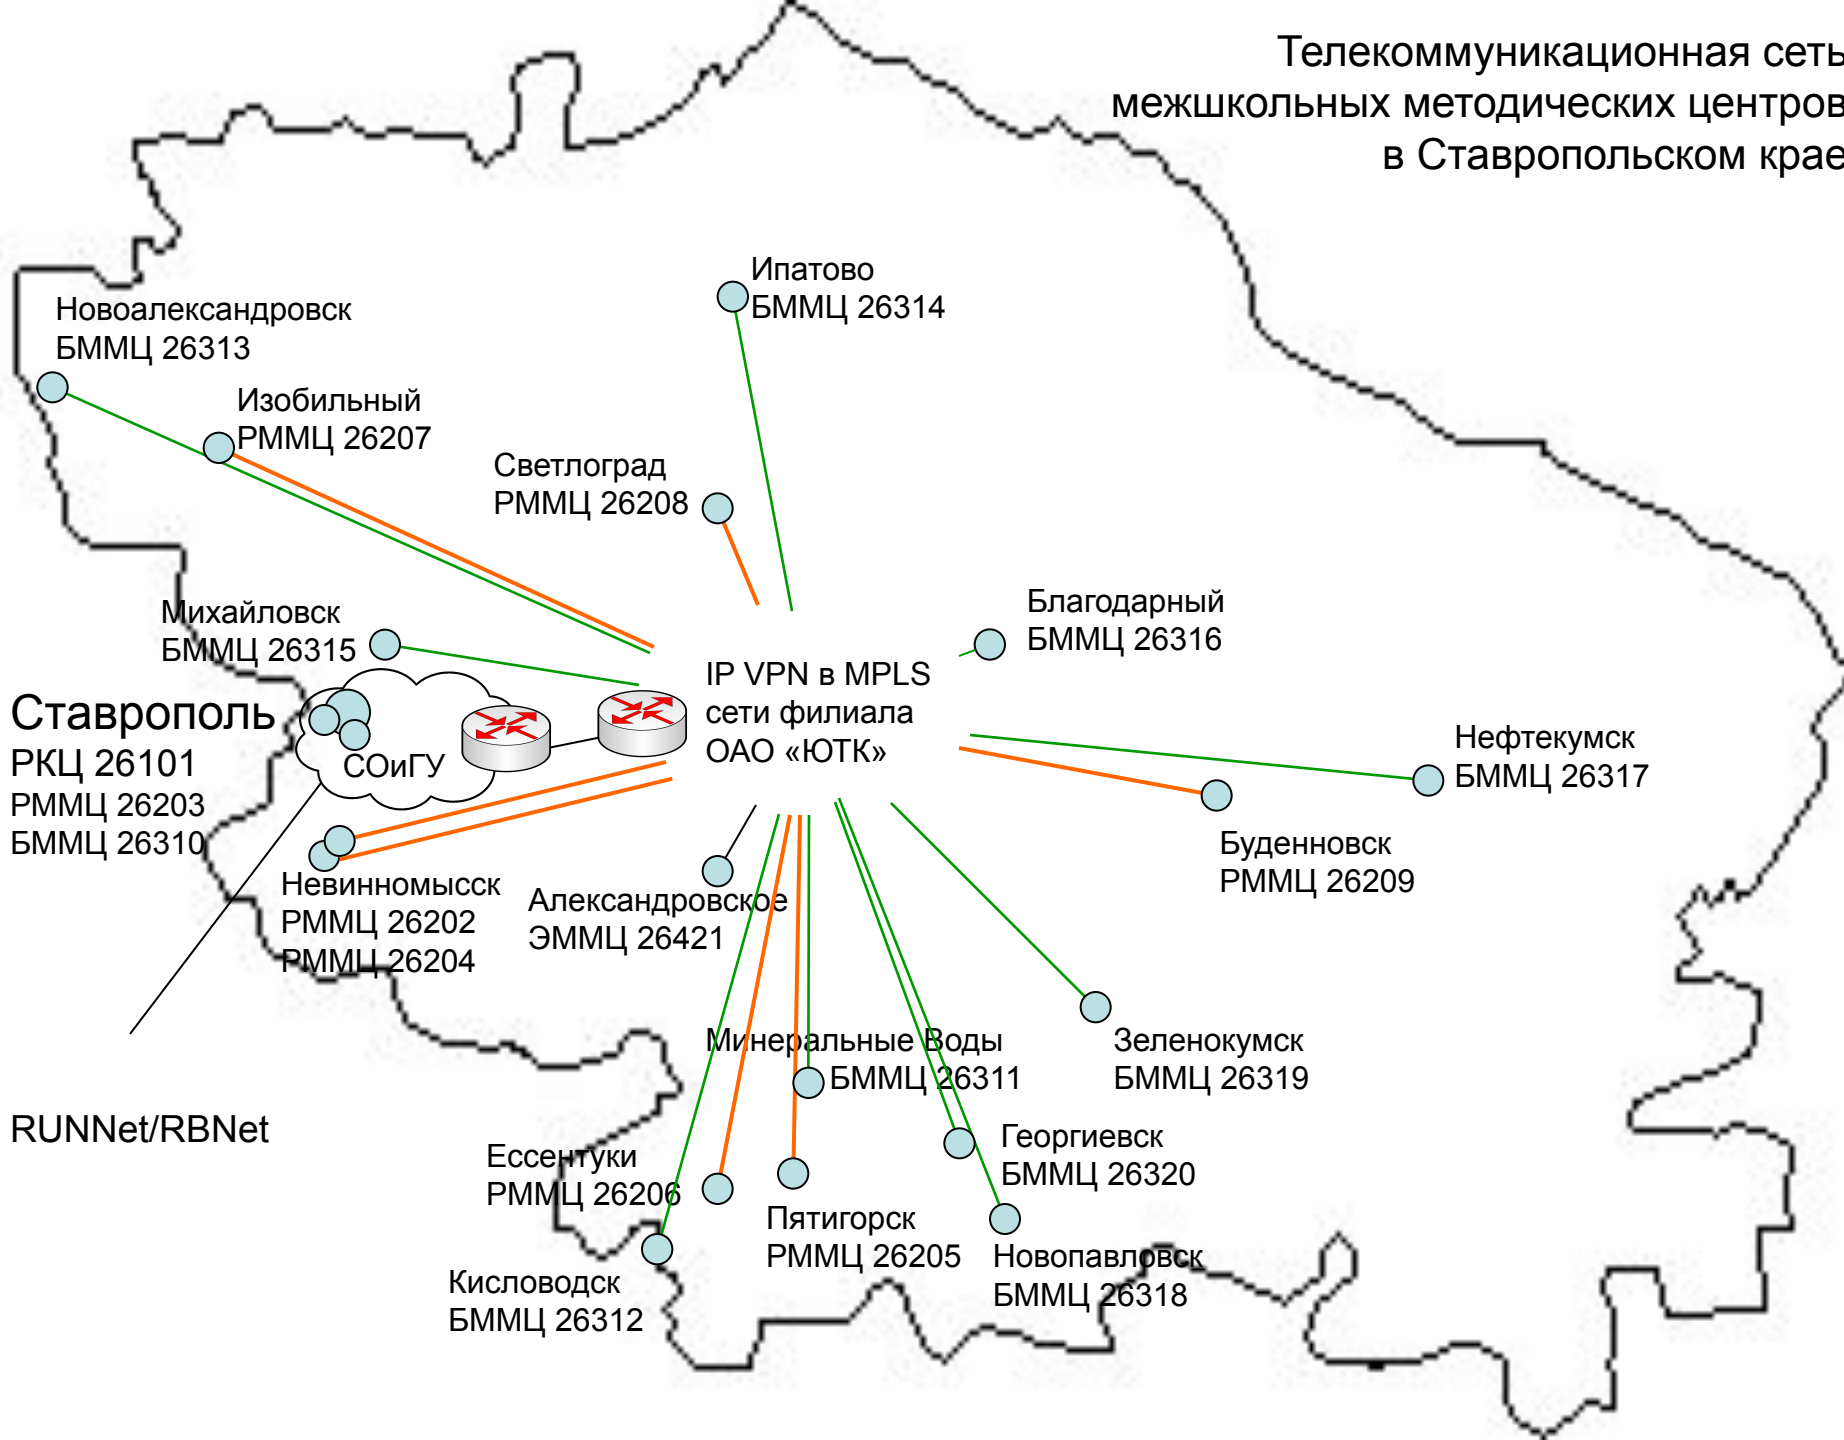 Телекоммуникационная сеть
межшкольных методических центров
в Ставропольском крае
Ипатово
БММЦ 26314
Новоалександровск
БММЦ 26313
Изобильный
РММЦ 26207
Светлоград
РММЦ 26208
Михайловск
БММЦ 26315
Благодарный
БММЦ 26316
IP VPN в MPLS
сети филиала
ОАО «ЮТК»
Ставрополь
РКЦ 26101
РММЦ 26203
БММЦ 26310
СОиГУ
Нефтекумск
БММЦ 26317
Буденновск
РММЦ 26209
Невинномысск
РММЦ 26202
РММЦ 26204
Александровское
ЭММЦ 26421
Минеральные Воды
БММЦ 26311
Зеленокумск
БММЦ 26319
RUNNet/RBNet
Георгиевск
БММЦ 26320
Ессентуки
РММЦ 26206
Пятигорск
РММЦ 26205
Новопавловск
БММЦ 26318
Кисловодск
БММЦ 26312